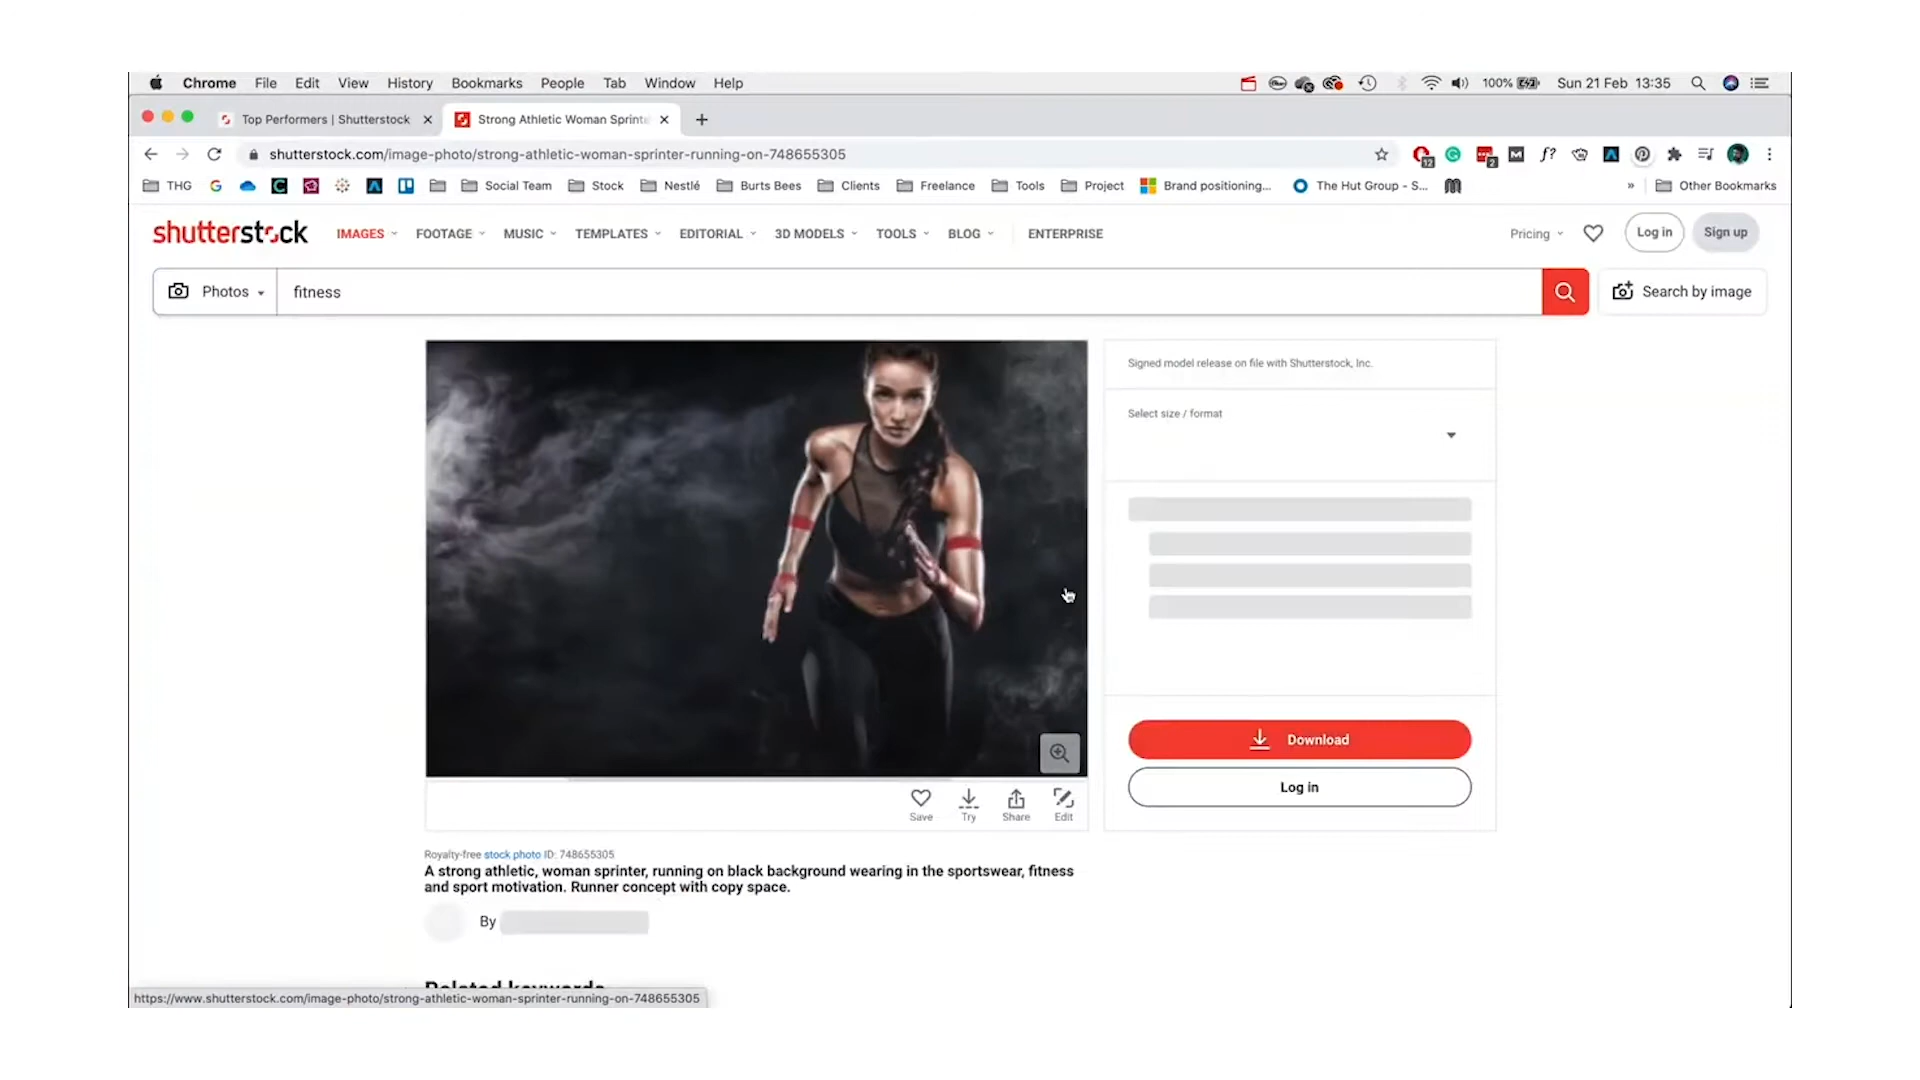 Chrome File Edit View History Bookmarks People Tab Window Help 100% Sun 21 Feb 13:35
Top Performers | Shutterstock Strong Athletic Woman Sprinte
shutterstock.com/image-photo/strong-athletic-woman-sprinter-running-on-748655305
THG Social Team Stock Nestlé Burts Bees Clients Freelance Tools Project Brand positioning... The Hut Group - S... » Other Bookmarks
shutterstock IMAGES FOOTAGE MUSIC TEMPLATES EDITORIAL 3D MODELS TOOLS BLOG ENTERPRISE Pricing Log in Sign up
Photos fitness Search by image
Signed model release on file with Shutterstock, Inc.
Select size / format
Download
Log in
Save Try Share Edit
Royalty-free stock photo ID: 748655305
A strong athletic, woman sprinter, running on black background wearing in the sportswear, fitness
and sport motivation. Runner concept with copy space.
By
Related keywords
https://www.shutterstock.com/image-photo/strong-athletic-woman-sprinter-running-on-748655305